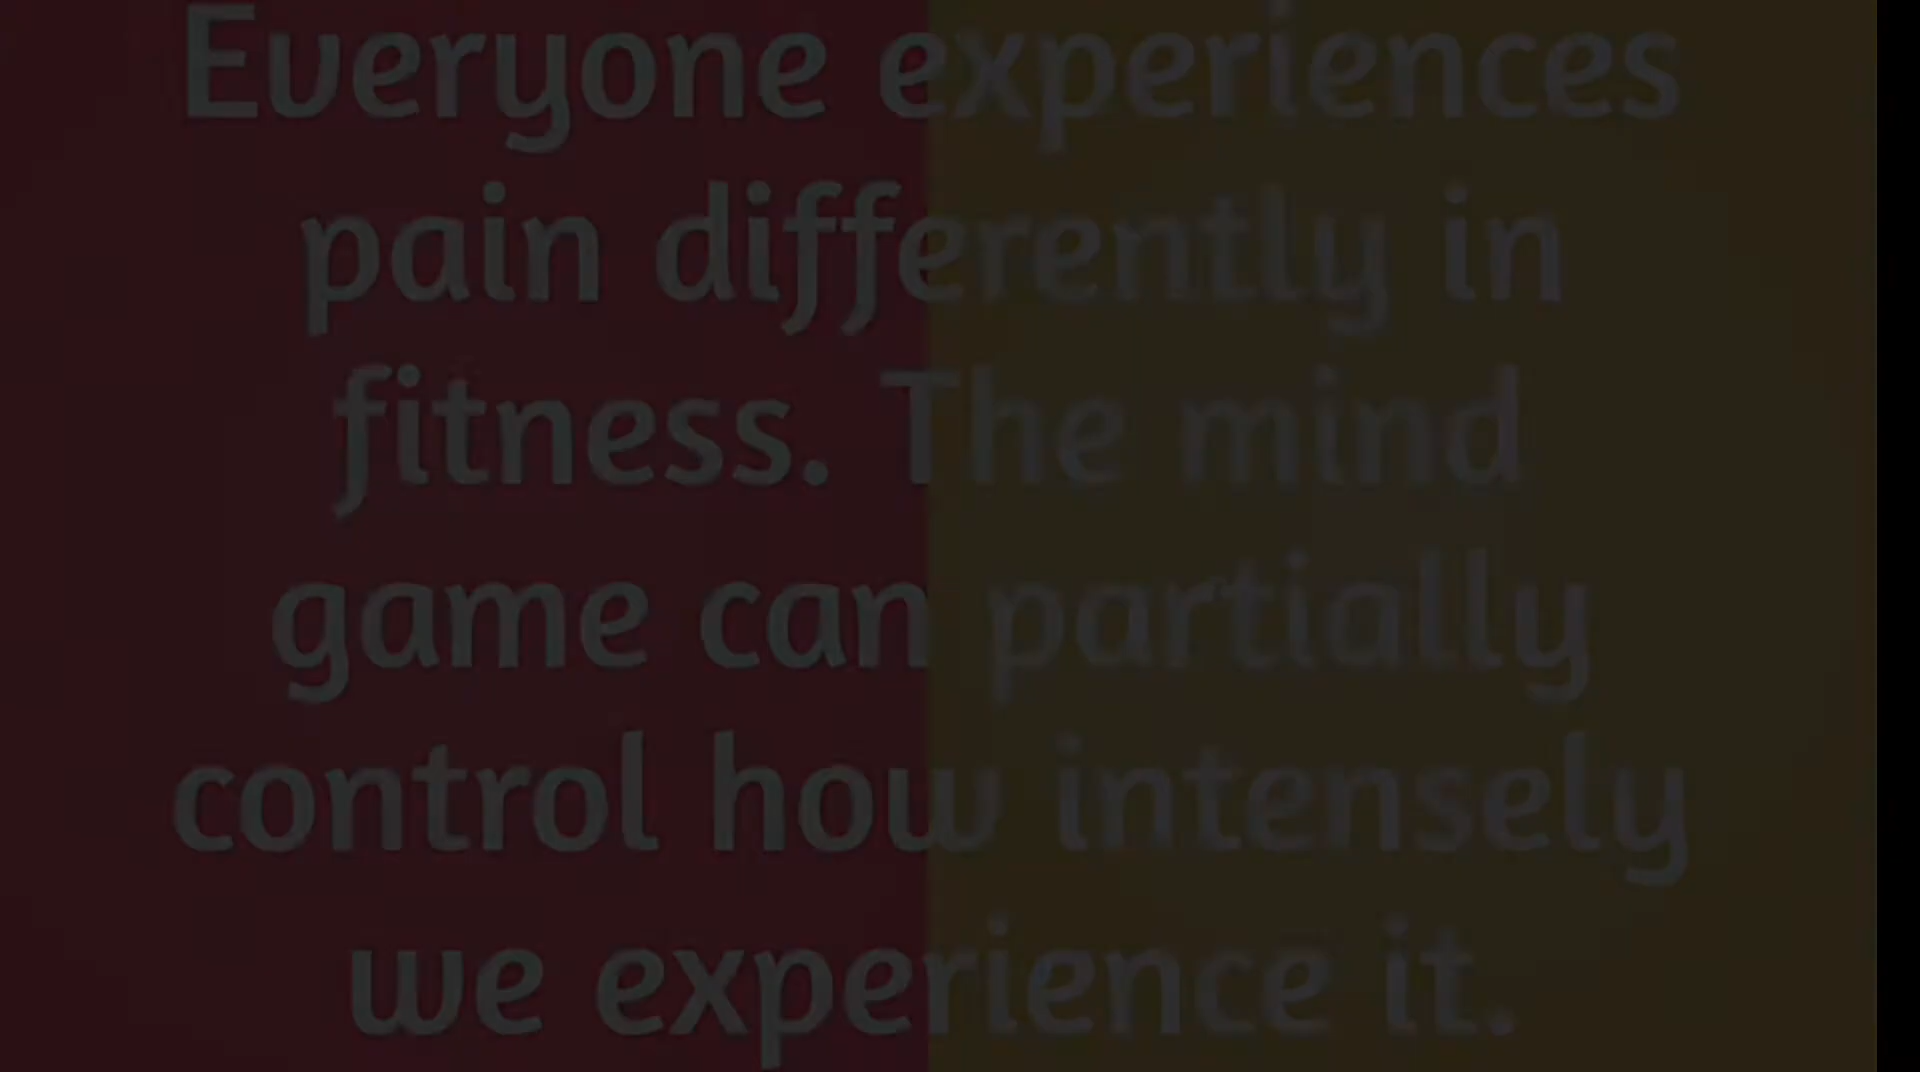 Everyone experiences
pain differently in
fitness. The mind
game can partially
control how intensely
we experience it.